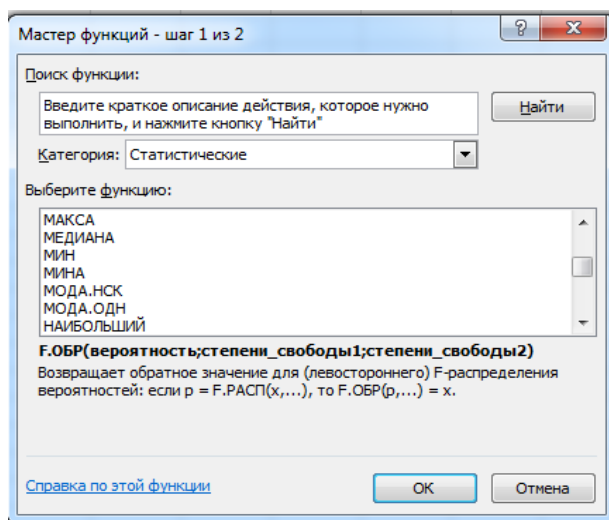 Мастер функций - шаг 1 из 2
Поиск функции:
Введите краткое описание действия, которое нужно
выполнить, и нажмите кнопку "Найти"
Найти
Категория: Статистические
Выберите функцию:
МАКСА
МЕДИАНА
МИН
МИНА
МОДА.НСК
МОДА.ОДН
НАИБОЛЬШИЙ
F.ОБР(вероятность;степени_свободы1;степени_свободы2)
Возвращает обратное значение для (левостороннего) F-распределения
вероятностей: если p = F.РАСП(x,...), то F.ОБР(p,...) = x.
Справка по этой функции
ОК
Отмена